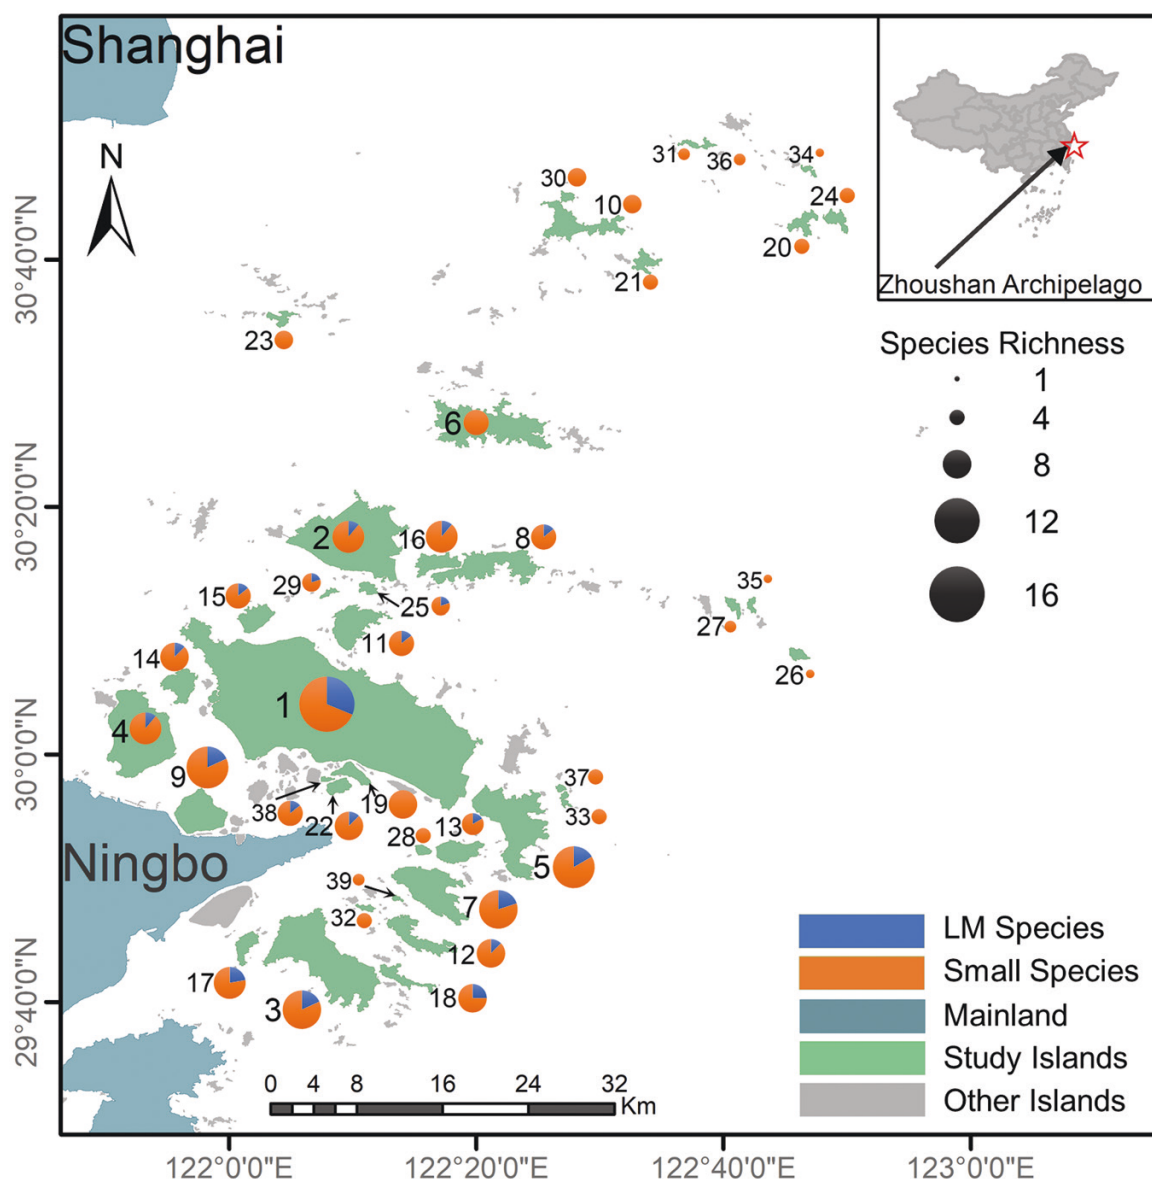 Shanghai
N
31
36
34
30
10
24
20
21
23
6
Zhoushan Archipelago
Species Richness
1
4
8
12
16
2
16
8
29
15
25
11
35
27
26
14
1
4
9
37
38
22
19
28
13
33
5
Ningbo
39
32
7
12
17
3
18
LM Species
Small Species
Mainland
Study Islands
Other Islands
0 4 8 16 24 32
Km
30°40'0"N
30°20'0"N
30°0'0"N
29°40'0"N
122°0'0"E 122°20'0"E 122°40'0"E 123°0'0"E